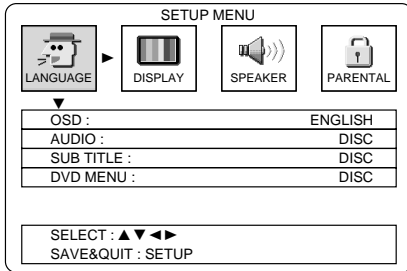 SETUP MENU
LANGUAGE DISPLAY SPEAKER PARENTAL
OSD : ENGLISH
AUDIO : DISC
SUB TITLE : DISC
DVD MENU : DISC
SELECT : ▲ ▼ ◄ ►
SAVE&QUIT : SETUP